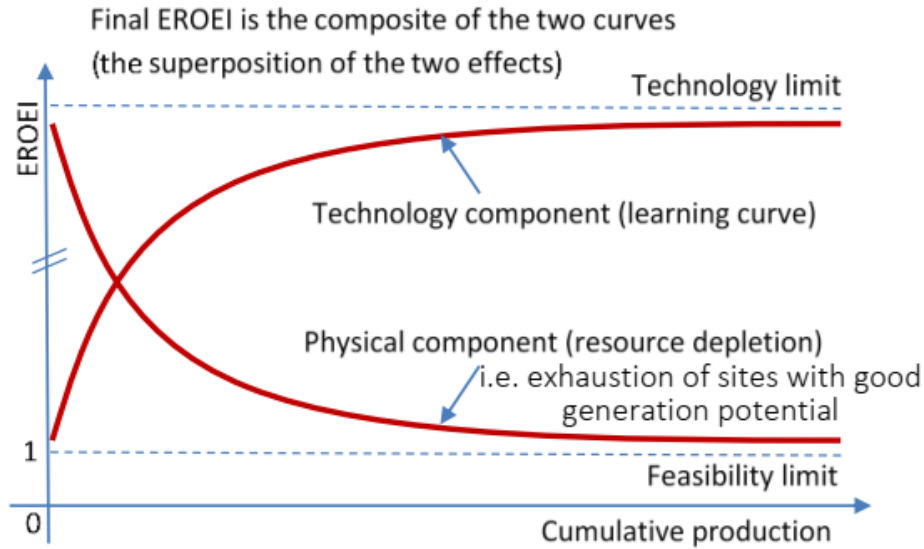 Final EROEI is the composite of the two curves
(the superposition of the two effects)
Technology limit
EROEI
Technology component (learning curve)
Physical component (resource depletion)
i.e. exhaustion of sites with good
generation potential
1
Feasibility limit
0
Cumulative production